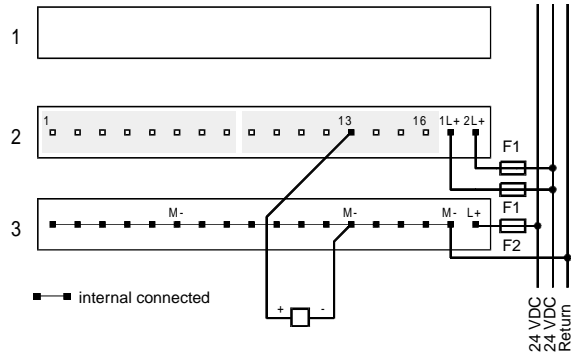 1
1 13 16 1L+ 2L+
2
F1
F1
M- M- M- L+
3
F2
internal connected
+ -
24 VDC
24 VDC
Return